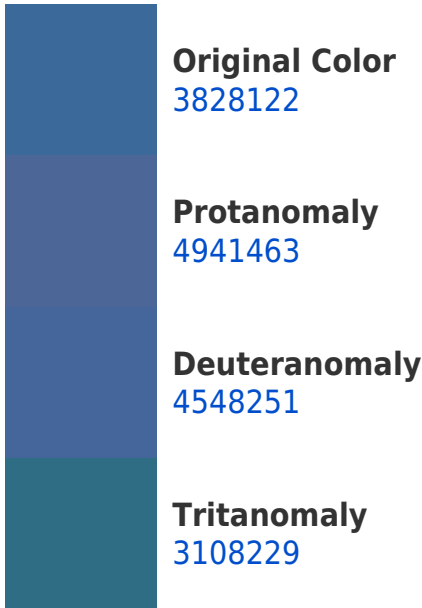 Original Color
3828122
Protanomaly
4941463
Deuteranomaly
4548251
Tritanomaly
3108229